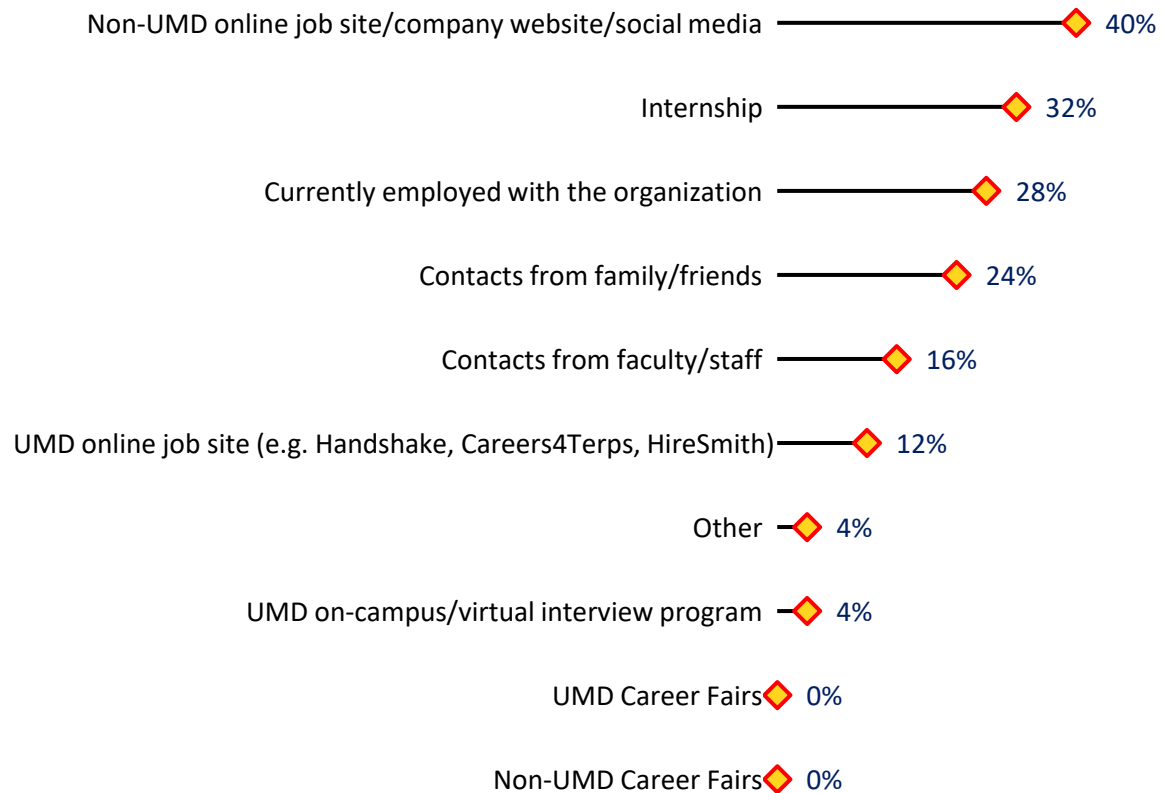 Non-UMD online job site/company website/social media 40%
Internship 32%
Currently employed with the organization 28%
Contacts from family/friends 24%
Contacts from faculty/staff 16%
UMD online job site (e.g. Handshake, Careers4Terps, HireSmith) 12%
Other 4%
UMD on-campus/virtual interview program 4%
UMD Career Fairs 0%
Non-UMD Career Fairs 0%